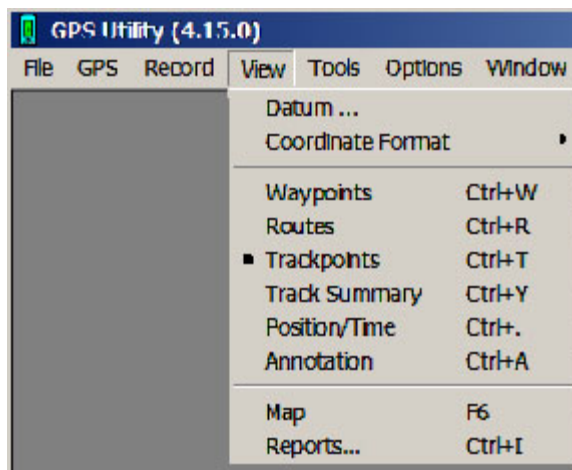 GPS Utility (4.15.0)
File GPS Record View Tools Options Window
Datum ...
Coordinate Format
Waypoints Ctrl+W
Routes Ctrl+R
Trackpoints Ctrl+T
Track Summary Ctrl+Y
Position/Time Ctrl+.
Annotation Ctrl+A
Map F6
Reports... Ctrl+I